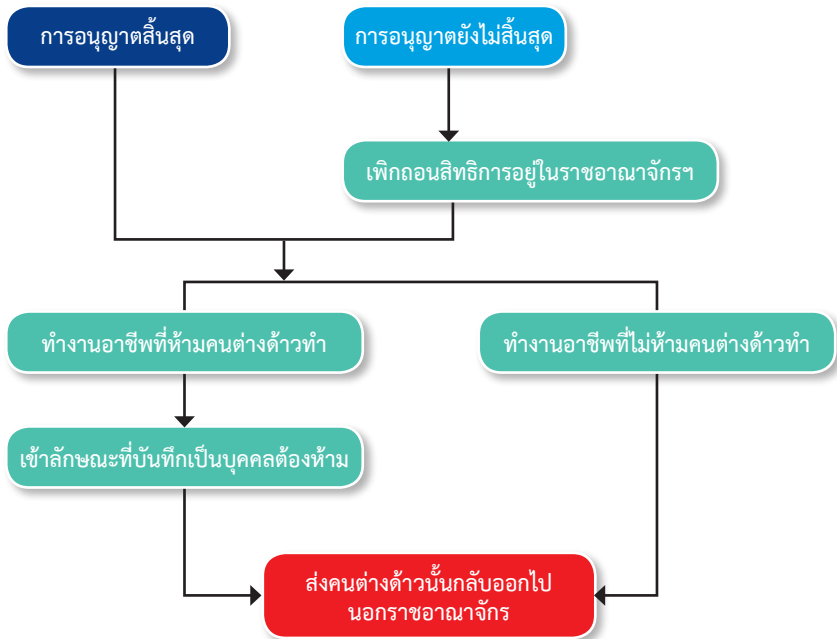 การอนุญาตสิ้นสุด
การอนุญาตยังไม่สิ้นสุด
เพิกถอนสิทธิการอยู่ในราชอาณาจักรฯ
ทำงานอาชีพที่ห้ามคนต่างด้าวทำ
ทำงานอาชีพที่ไม่ห้ามคนต่างด้าวทำ
เข้าลักษณะที่บันทึกเป็นบุคคลต้องห้าม
ส่งคนต่างด้าวนั้นกลับออกไป
นอกราชอาณาจักร